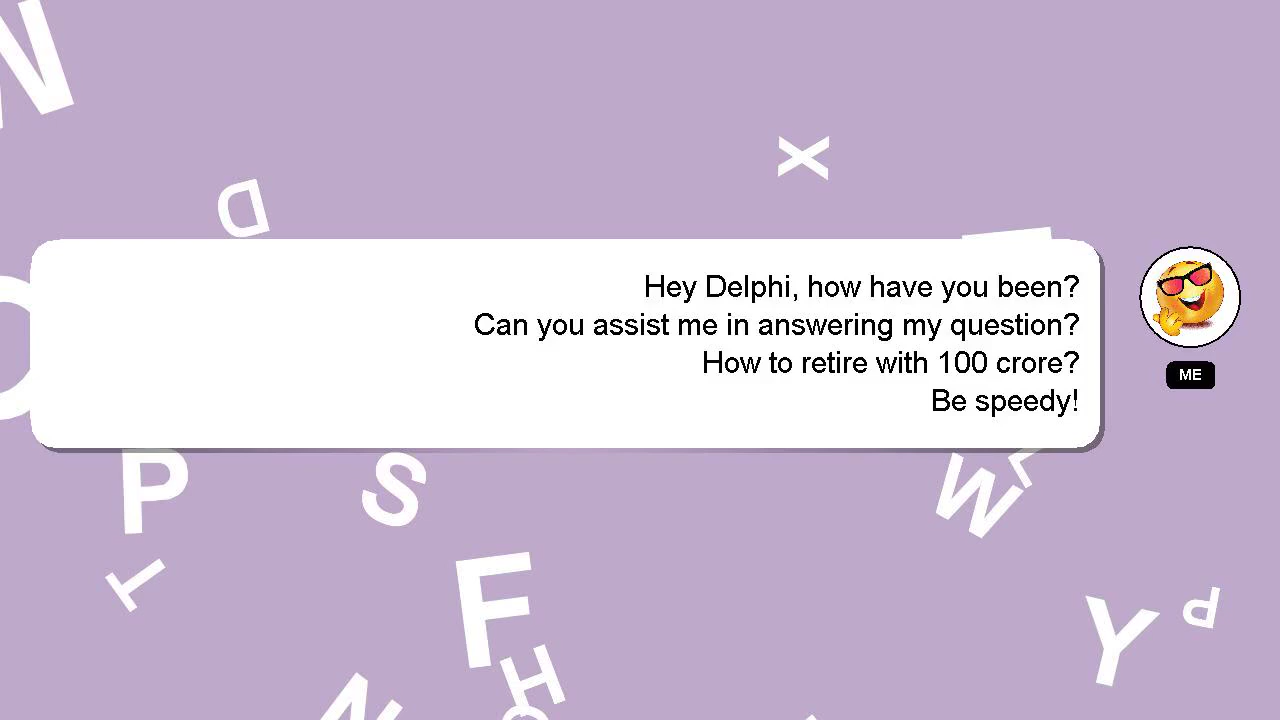 Hey Delphi, how have you been?
Can you assist me in answering my question?
How to retire with 100 crore?
Be speedy!
ME
N
D
X
P
S
W
L
T
F
H
Y
P
N